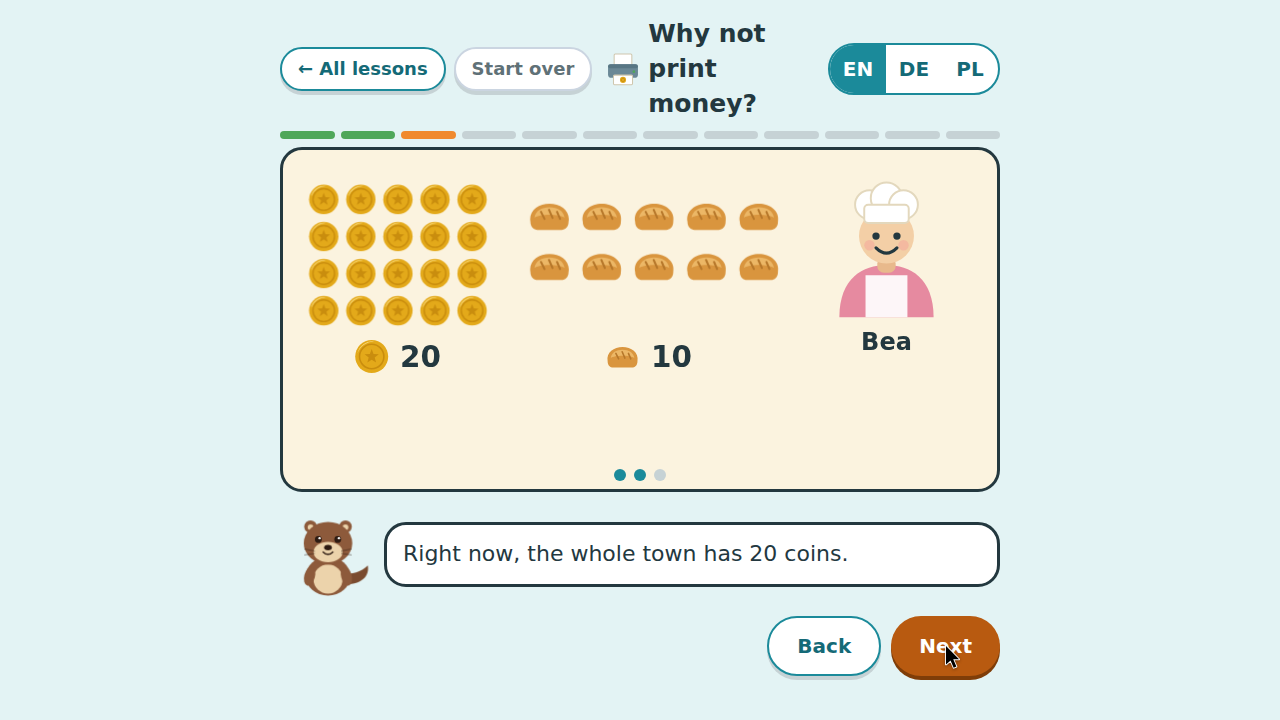 ← All lessons
Start over
Why not
print
money?
EN DE PL
20
10
Bea
Right now, the whole town has 20 coins.
Back
Next